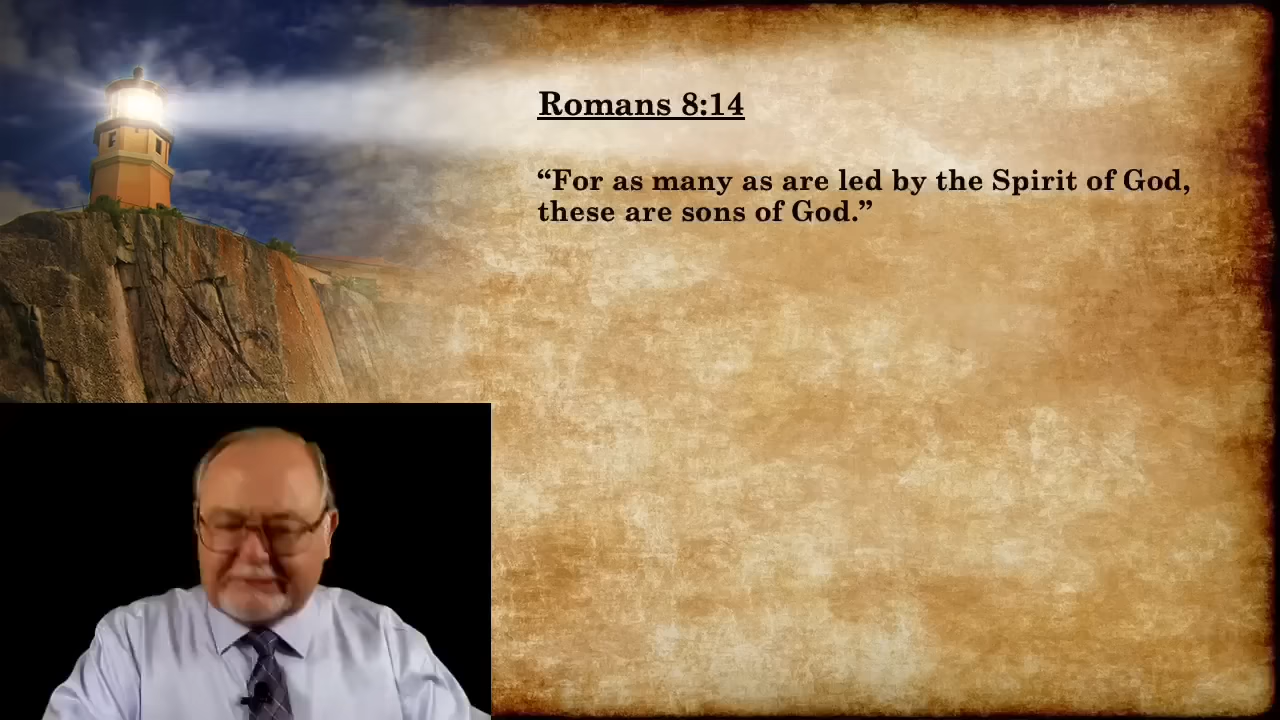 Romans 8:14
“For as many as are led by the Spirit of God,
these are sons of God.”